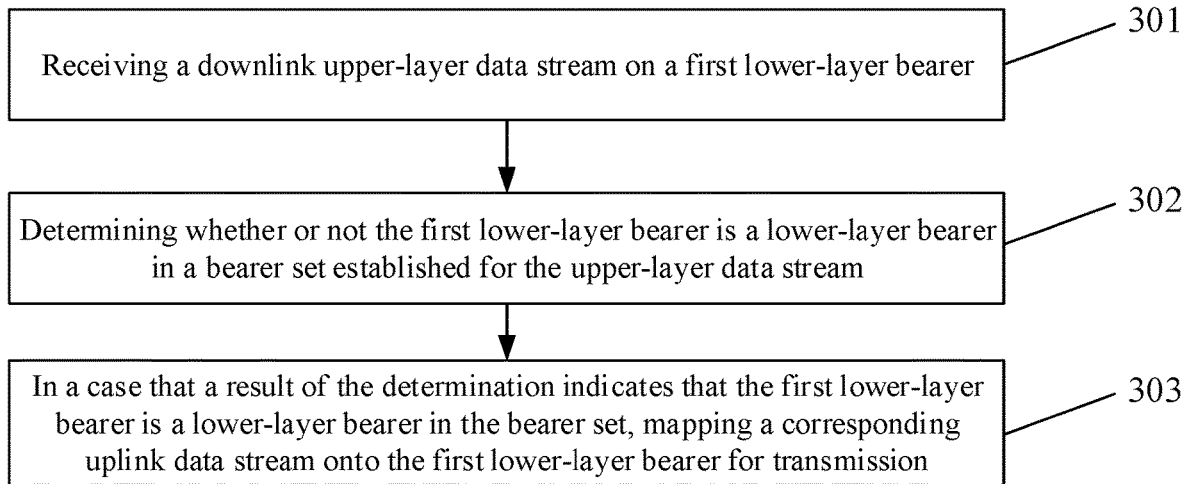 301
Receiving a downlink upper-layer data stream on a first lower-layer bearer
302
Determining whether or not the first lower-layer bearer is a lower-layer bearer
in a bearer set established for the upper-layer data stream
303
In a case that a result of the determination indicates that the first lower-layer
bearer is a lower-layer bearer in the bearer set, mapping a corresponding
uplink data stream onto the first lower-layer bearer for transmission